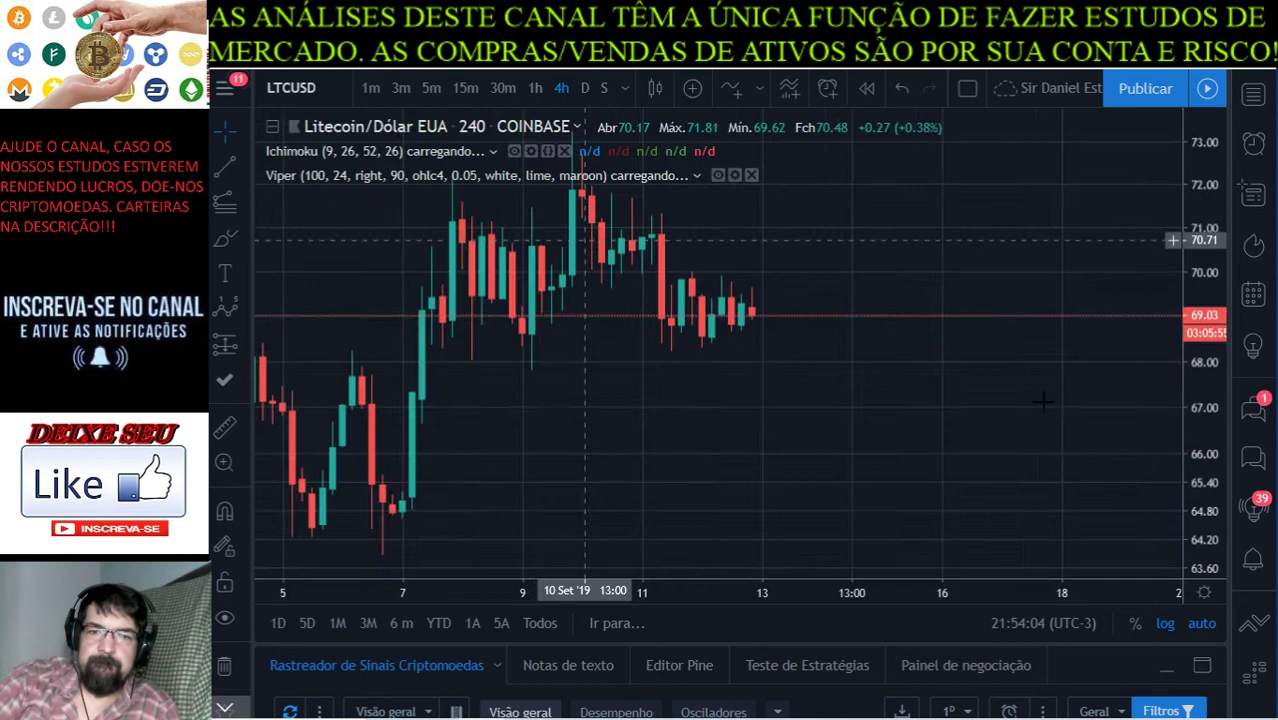 AS ANÁLISES DESTE CANAL TÊM A ÚNICA FUNÇÃO DE FAZER ESTUDOS DE
MERCADO. AS COMPRAS/VENDAS DE ATIVOS SÃO POR SUA CONTA E RISCO!
11
LTCUSD
1m 3m 5m 15m 30m 1h 4h D S
Sir Daniel Est
Publicar
Litecoin/Dólar EUA · 240 · COINBASE
Abr70.17 Máx.71.81 Mín.69.62 Fch70.48 +0.27 (+0.38%)
Ichimoku (9, 26, 52, 26) carregando...
n/d n/d n/d n/d n/d
Viper (100, 24, right, 90, ohlc4, 0.05, white, lime, maroon) carregando...
AJUDE O CANAL, CASO OS
NOSSOS ESTUDOS ESTIVEREM
RENDENDO LUCROS, DOE-NOS
CRIPTOMOEDAS. CARTEIRAS
NA DESCRIÇÃO!!!
INSCREVA-SE NO CANAL
E ATIVE AS NOTIFICAÇÕES
DEIXE SEU
Like
INSCREVA-SE
73.00
72.00
71.00
70.71
70.00
69.03
03:05:55
68.00
67.00
66.00
65.40
64.80
64.20
63.60
1
39
5 7 9 10 Set '19 13:00 11 13 13:00 16 18 2
1D 5D 1M 3M 6 m YTD 1A 5A Todos Ir para...
21:54:04 (UTC-3) % log auto
Rastreador de Sinais Criptomoedas Notas de texto Editor Pine Teste de Estratégias Painel de negociação
Visão geral Visão geral Desempenho Osciladores 1D Geral Filtros